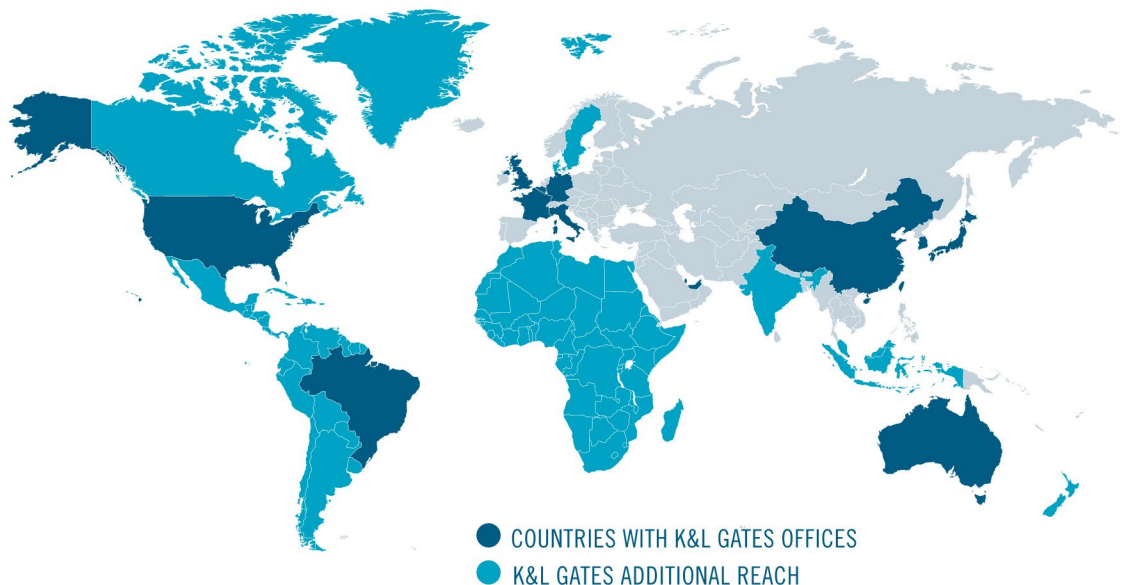 COUNTRIES WITH K&L GATES OFFICES
K&L GATES ADDITIONAL REACH